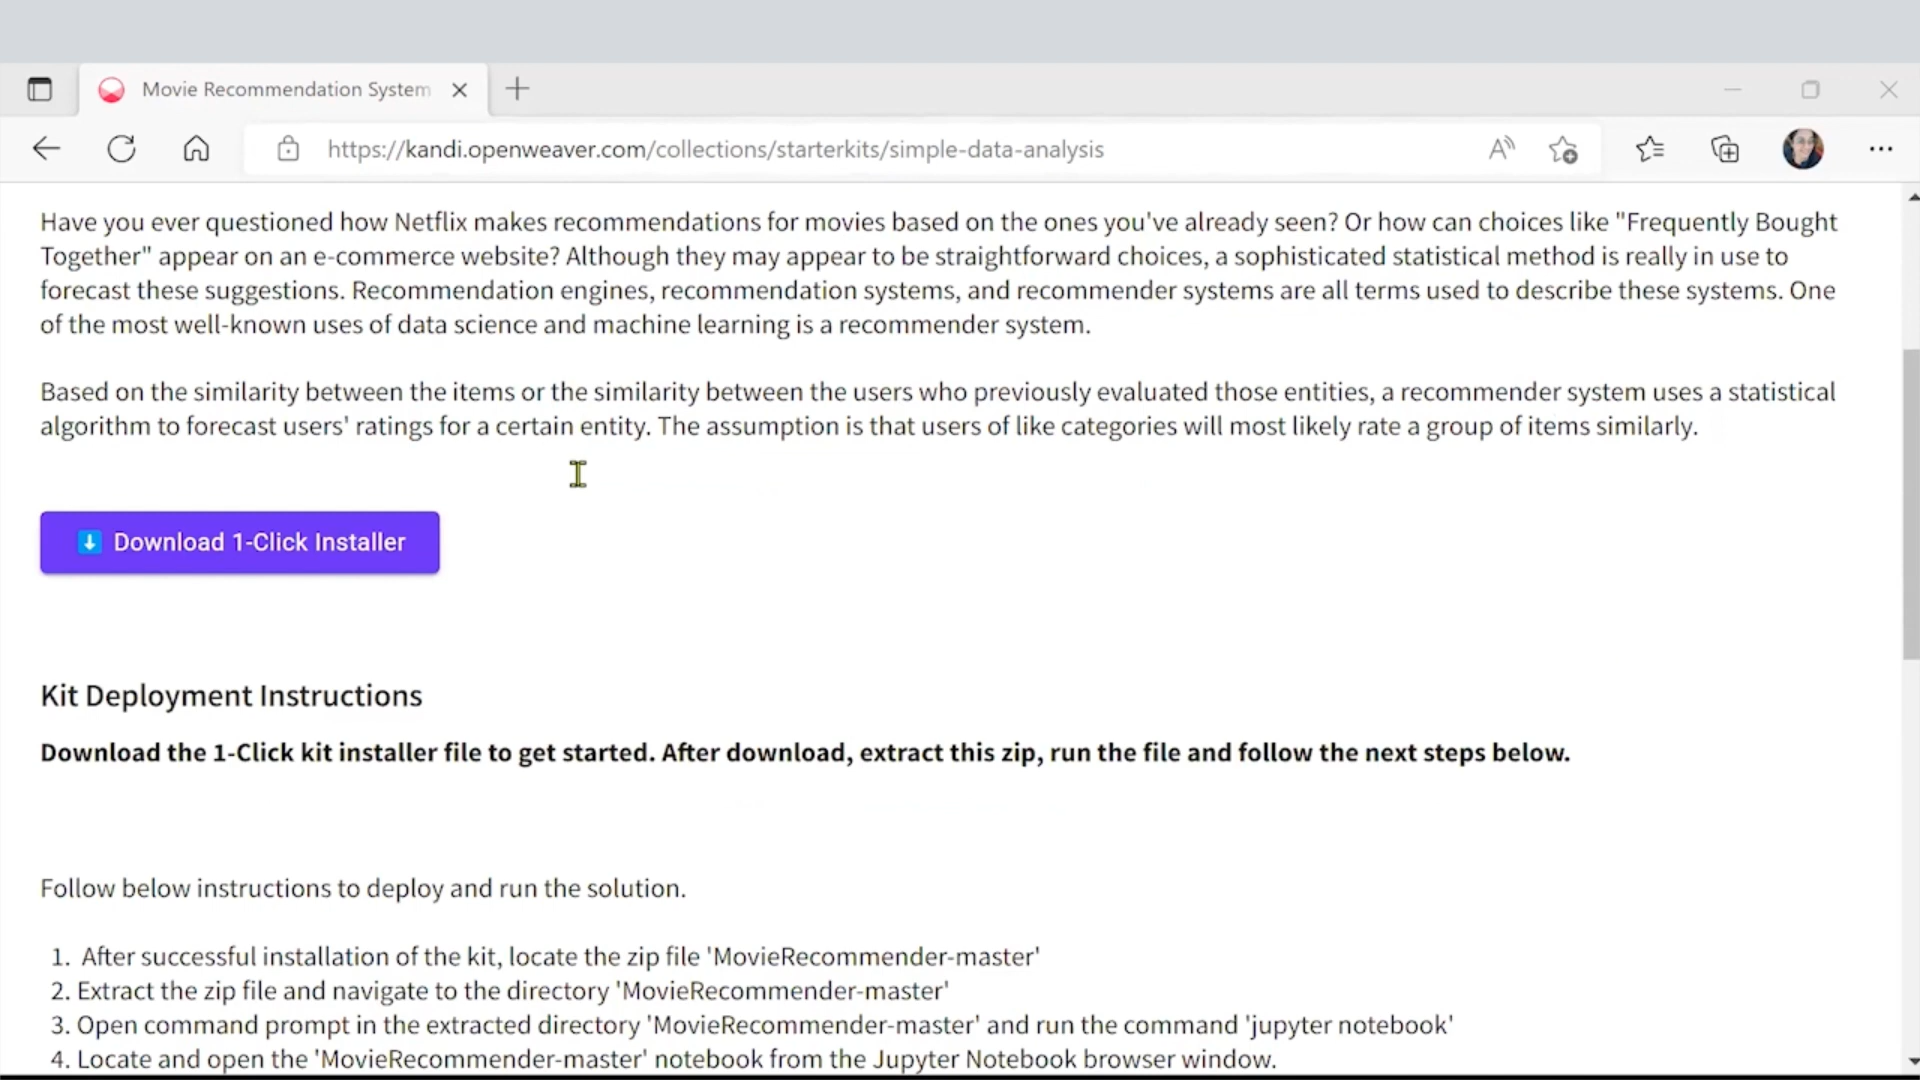 Movie Recommendation System
https://kandi.openweaver.com/collections/starterkits/simple-data-analysis
Have you ever questioned how Netflix makes recommendations for movies based on the ones you've already seen? Or how can choices like "Frequently Bought
Together" appear on an e-commerce website? Although they may appear to be straightforward choices, a sophisticated statistical method is really in use to
forecast these suggestions. Recommendation engines, recommendation systems, and recommender systems are all terms used to describe these systems. One
of the most well-known uses of data science and machine learning is a recommender system.
Based on the similarity between the items or the similarity between the users who previously evaluated those entities, a recommender system uses a statistical
algorithm to forecast users' ratings for a certain entity. The assumption is that users of like categories will most likely rate a group of items similarly.
Download 1-Click Installer
Kit Deployment Instructions
Download the 1-Click kit installer file to get started. After download, extract this zip, run the file and follow the next steps below.
Follow below instructions to deploy and run the solution.
1. After successful installation of the kit, locate the zip file 'MovieRecommender-master'
2. Extract the zip file and navigate to the directory 'MovieRecommender-master'
3. Open command prompt in the extracted directory 'MovieRecommender-master' and run the command 'jupyter notebook'
4. Locate and open the 'MovieRecommender-master' notebook from the Jupyter Notebook browser window.